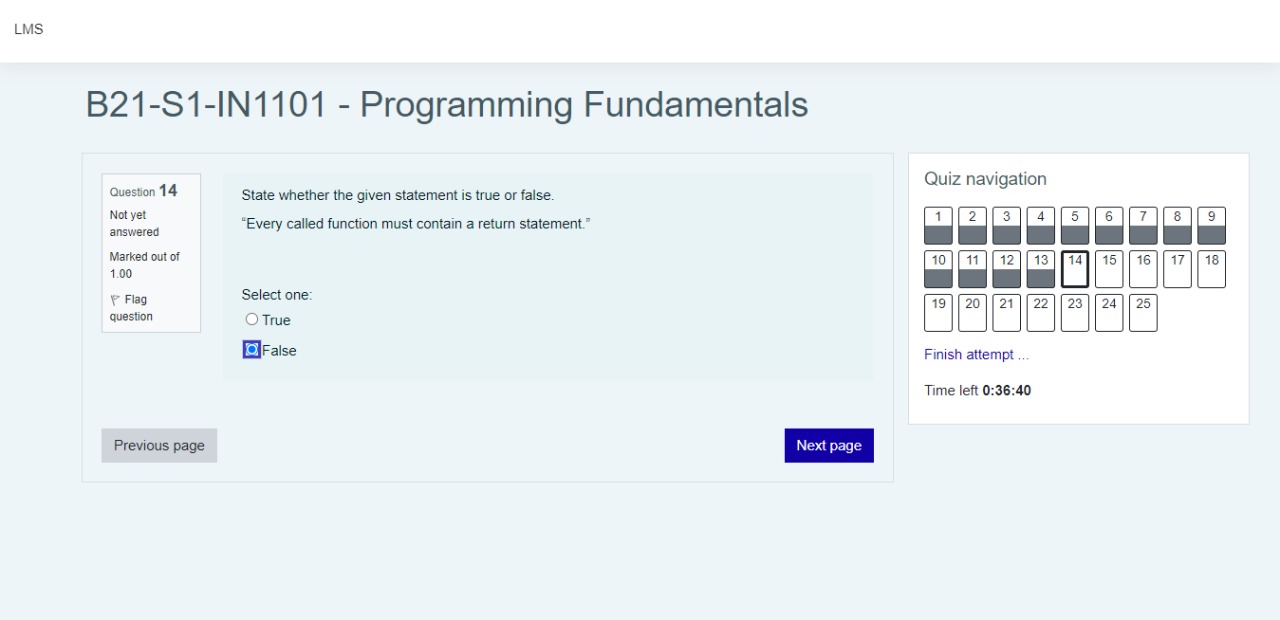 LMS
B21-S1-IN1101 - Programming Fundamentals
Question 14
Not yet
answered
Marked out of
1.00
Flag
question
State whether the given statement is true or false.
“Every called function must contain a return statement.”
Select one:
True
False
Previous page
Next page
Quiz navigation
1 2 3 4 5 6 7 8 9
10 11 12 13 14 15 16 17 18
19 20 21 22 23 24 25
Finish attempt ...
Time left 0:36:40